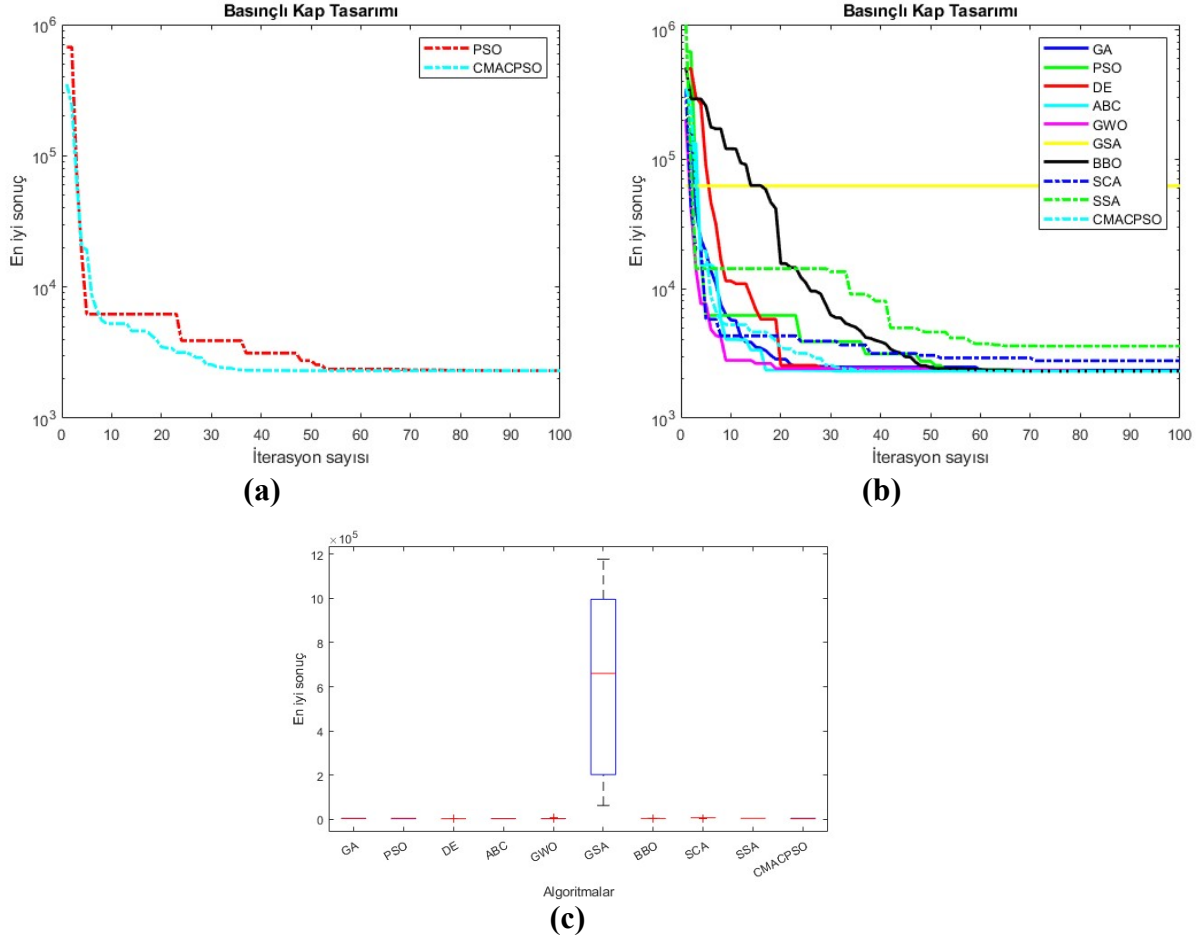 Basınçlı Kap Tasarımı
10^6
10^5
10^4
10^3
En iyi sonuç
PSO
CMACPSO
0 10 20 30 40 50 60 70 80 90 100
İterasyon sayısı
(a)
Basınçlı Kap Tasarımı
10^6
10^5
10^4
10^3
En iyi sonuç
GA
PSO
DE
ABC
GWO
GSA
BBO
SCA
SSA
CMACPSO
0 10 20 30 40 50 60 70 80 90 100
İterasyon sayısı
(b)
×10^5
12
10
8
6
4
2
0
En iyi sonuç
GA PSO DE ABC GWO GSA BBO SCA SSA CMACPSO
Algoritmalar
(c)